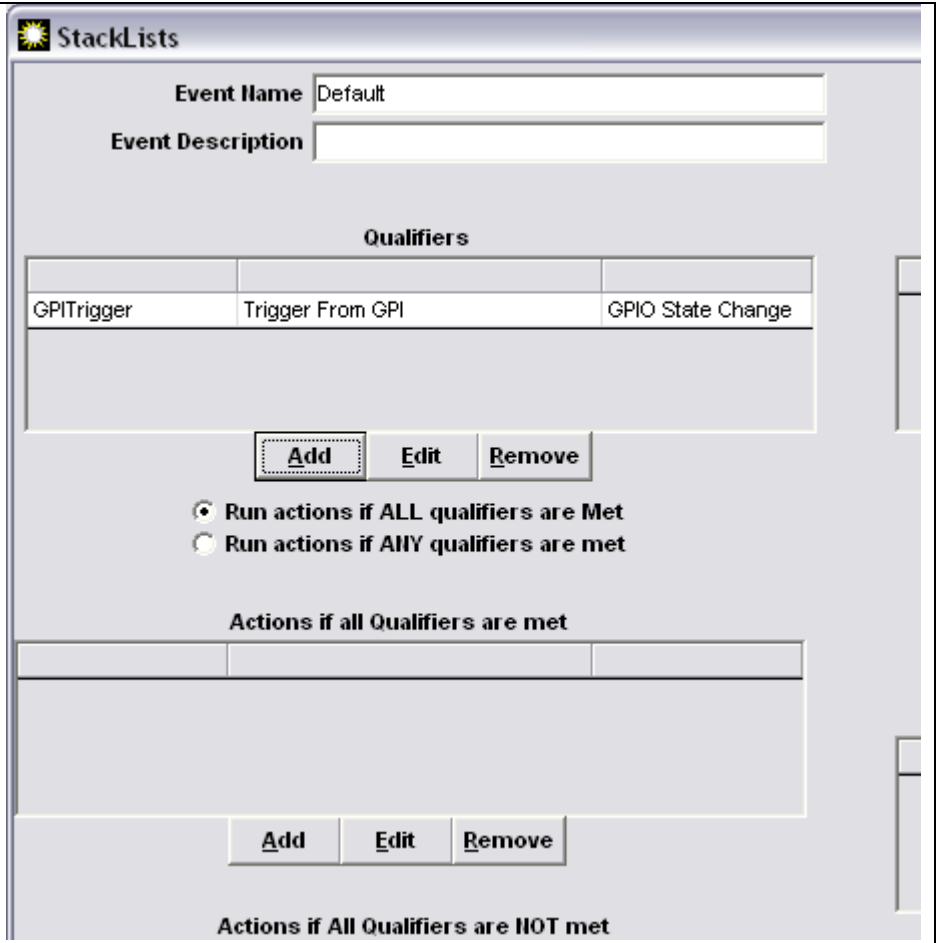 StackLists
Event Name Default
Event Description
Qualifiers
GPITrigger Trigger From GPI GPIO State Change
Add Edit Remove
Run actions if ALL qualifiers are Met
Run actions if ANY qualifiers are met
Actions if all Qualifiers are met
Add Edit Remove
Actions if All Qualifiers are NOT met